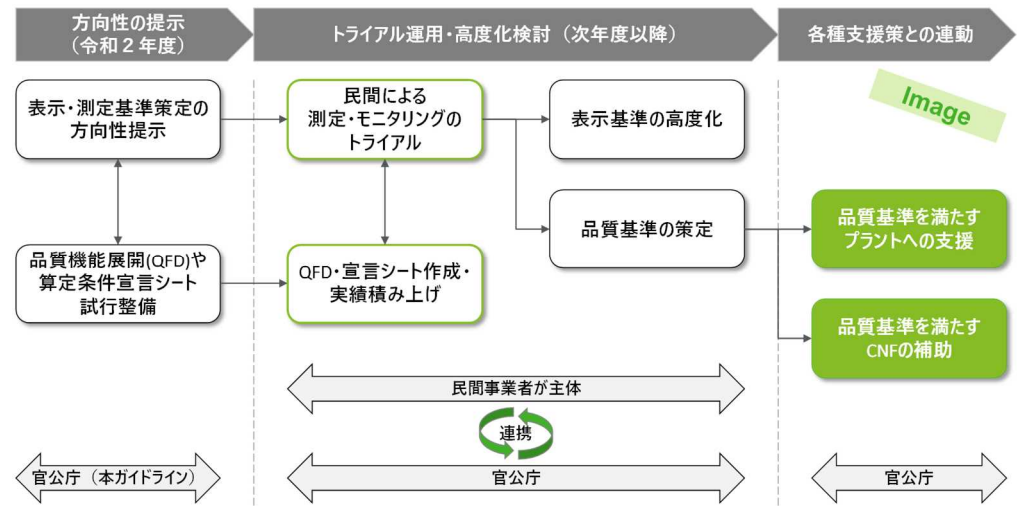 方向性の提示
（令和２年度）
トライアル運用・高度化検討（次年度以降）
各種支援策との連動
Image
表示・測定基準策定の
方向性提示
品質機能展開(QFD)や
算定条件宣言シート
試行整備
民間による
測定・モニタリングの
トライアル
QFD・宣言シート作成・
実績積み上げ
表示基準の高度化
品質基準の策定
品質基準を満たす
プラントへの支援
品質基準を満たす
CNFの補助
民間事業者が主体
連携
官公庁（本ガイドライン）
官公庁
官公庁